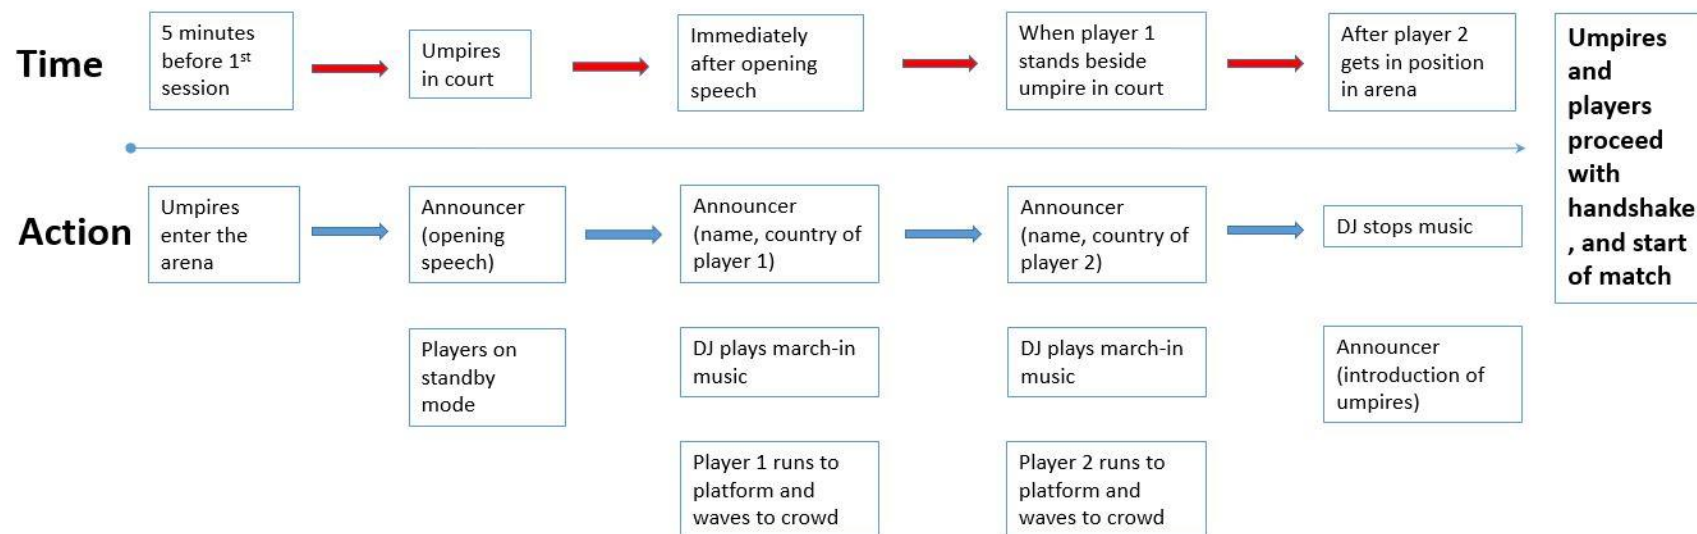 Time
5 minutes
before 1st
session
Umpires
in court
Immediately
after opening
speech
When player 1
stands beside
umpire in court
After player 2
gets in position
in arena
Umpires
and
players
proceed
with
handshake
, and start
of match
Action
Umpires
enter the
arena
Announcer
(opening
speech)
Announcer
(name, country of
player 1)
Announcer
(name, country of
player 2)
DJ stops music
Players on
standby
mode
DJ plays march-in
music
DJ plays march-in
music
Announcer
(introduction of
umpires)
Player 1 runs to
platform and
waves to crowd
Player 2 runs to
platform and
waves to crowd